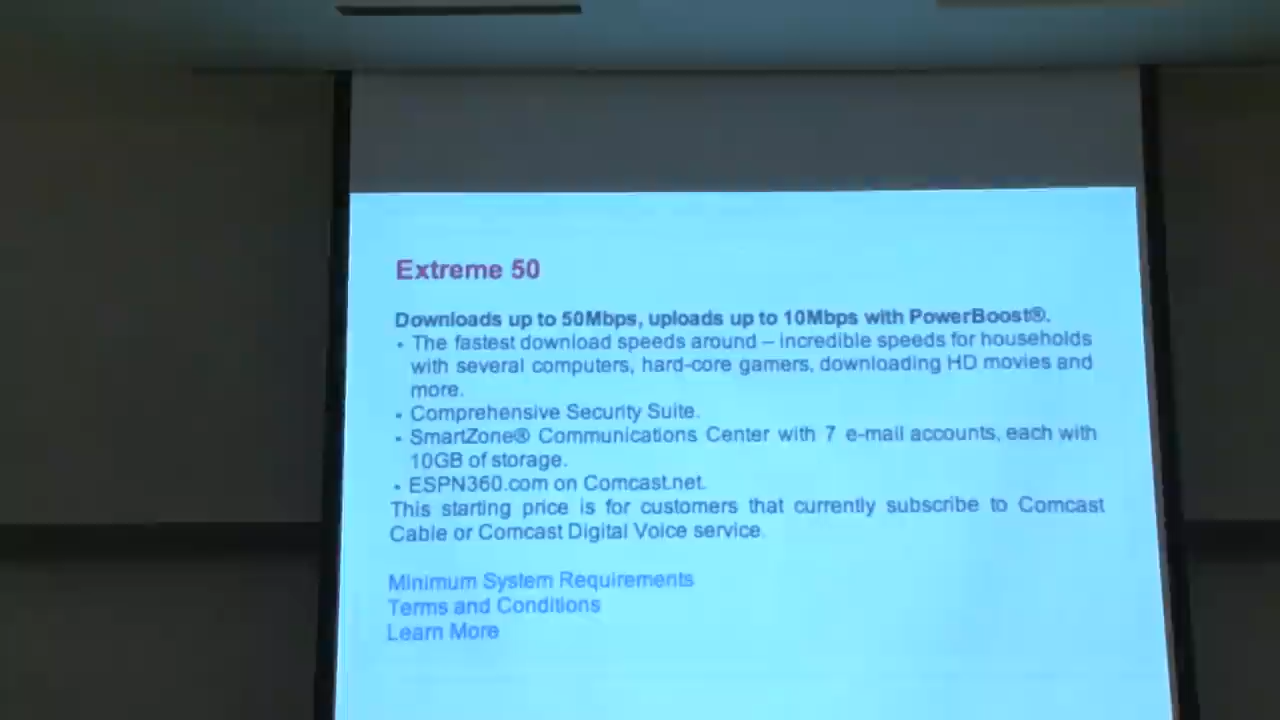 Extreme 50
Downloads up to 50Mbps, uploads up to 10Mbps with PowerBoost®.
• The fastest download speeds around – incredible speeds for households
with several computers, hard-core gamers, downloading HD movies and
more.
• Comprehensive Security Suite.
• SmartZone® Communications Center with 7 e-mail accounts, each with
10GB of storage.
• ESPN360.com on Comcast.net.
This starting price is for customers that currently subscribe to Comcast
Cable or Comcast Digital Voice service.
Minimum System Requirements
Terms and Conditions
Learn More